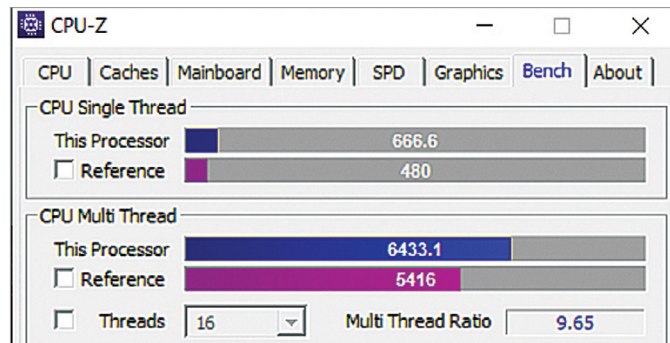 CPU-Z
CPU Caches Mainboard Memory SPD Graphics Bench About
CPU Single Thread
This Processor 666.6
Reference 480
CPU Multi Thread
This Processor 6433.1
Reference 5416
Threads 16 Multi Thread Ratio 9.65